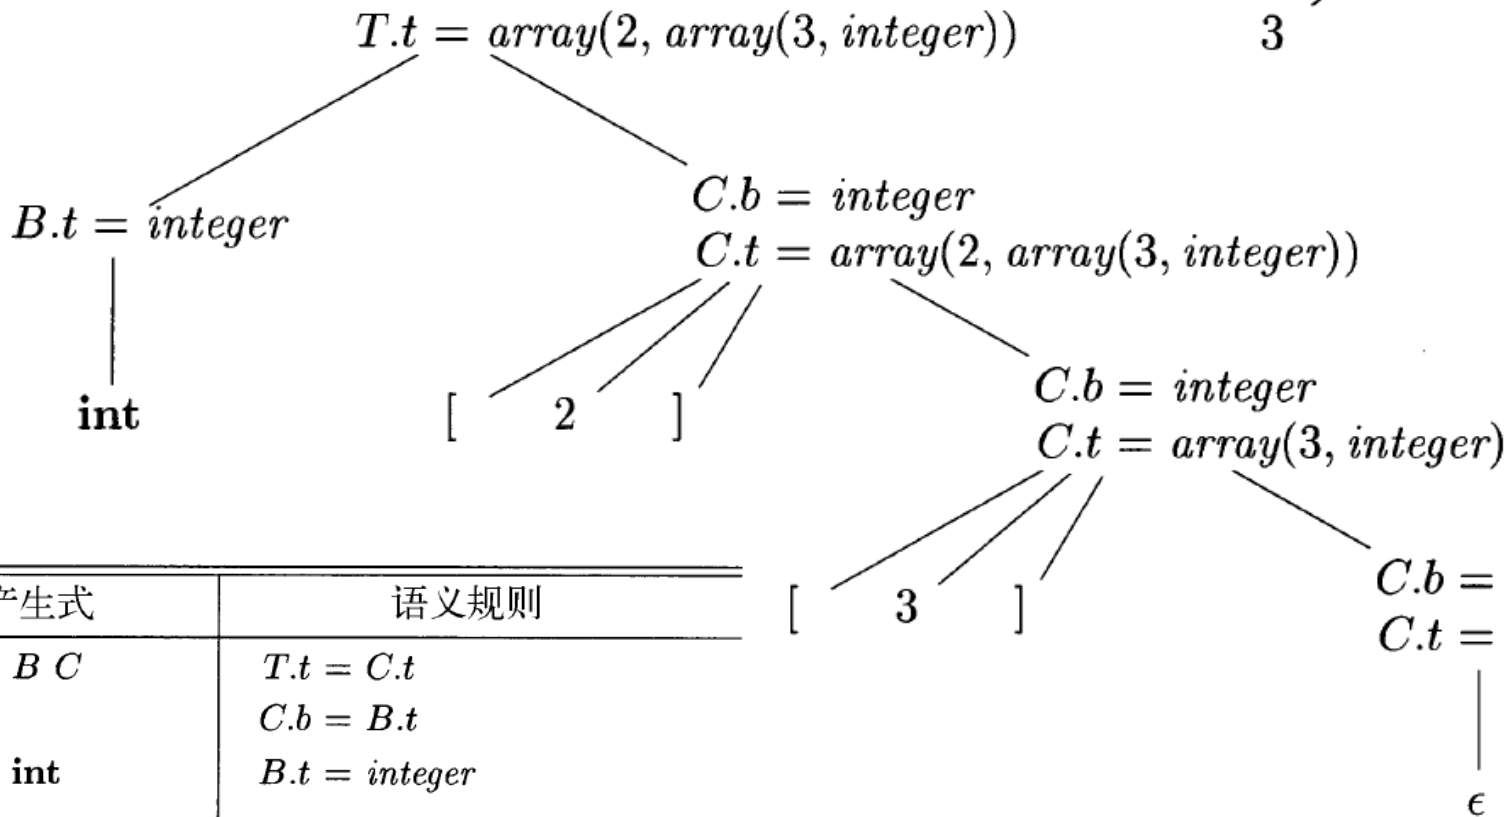 T.t = array(2, array(3, integer))
3
B.t = integer
C.b = integer
C.t = array(2, array(3, integer))
int
[ 2 ]
C.b = integer
C.t = array(3, integer)
[ 3 ]
C.b =
C.t =
ϵ
产生式 语义规则
B C T.t = C.t
C.b = B.t
int B.t = integer